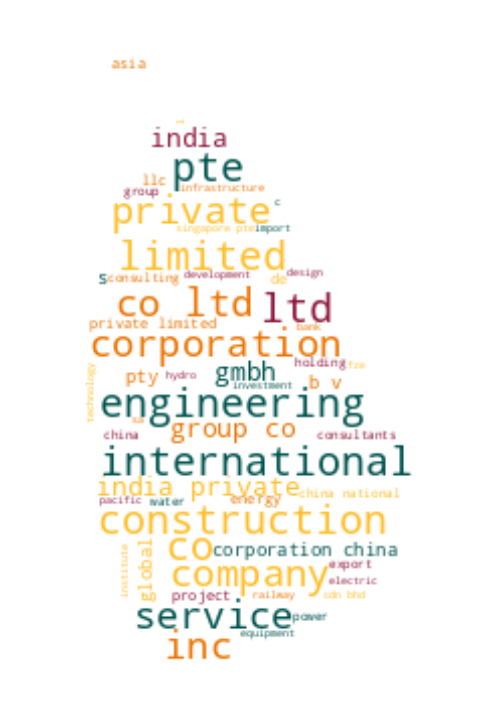 asia
india
pte
llc
group infrastructure
private c
singapore pte import
limited
s consulting development de design
co ltd ltd
private limited bank
corporation
holding fze
pty hydro gmbh b v
investment
technology
engineering
group co
china consultants
international
india private china national
pacific water energy
construction
co corporation china
company export
institute global electric
project railway sdn bhd
service power
equipment
inc